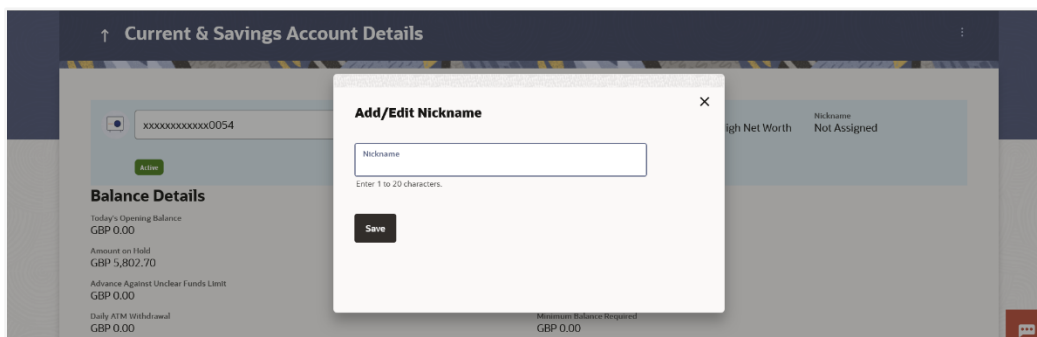 Current & Savings Account Details
Add/Edit Nickname
xxxxxxxxxxxx0054
Net Worth
Nickname
Not Assigned
Active
Nickname
Enter 1 to 20 characters.
Save
Balance Details
Today's Opening Balance
GBP 0.00
Amount on Hold
GBP 5,802.70
Advance Against Unclear Funds Limit
GBP 0.00
Daily ATM Withdrawal
GBP 0.00
Minimum Balance Required
GBP 0.00